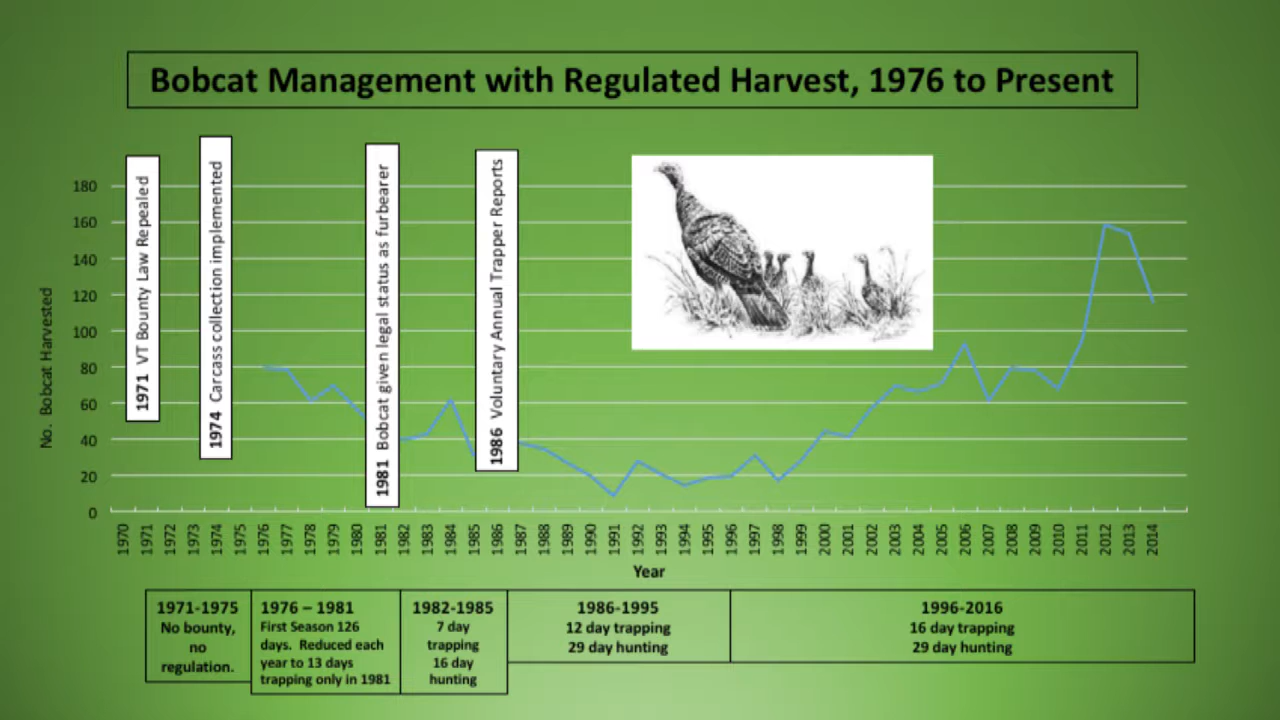 Bobcat Management with Regulated Harvest, 1976 to Present
1971 VT Bounty Law Repealed
1974 Carcass collection implemented
1981 Bobcat given legal status as furbearer
1986 Voluntary Annual Trapper Reports
No. Bobcat Harvested
180
160
140
120
100
80
60
40
20
0
1970
1971
1972
1973
1974
1975
1976
1977
1978
1979
1980
1981
1982
1983
1984
1985
1986
1987
1988
1989
1990
1991
1992
1993
1994
1995
1996
1997
1998
1999
2000
2001
2002
2003
2004
2005
2006
2007
2008
2009
2010
2011
2012
2013
2014
Year
1971-1975
No bounty,
no
regulation.
1976 – 1981
First Season 126
days. Reduced each
year to 13 days
trapping only in 1981
1982-1985
7 day
trapping
16 day
hunting
1986-1995
12 day trapping
29 day hunting
1996-2016
16 day trapping
29 day hunting